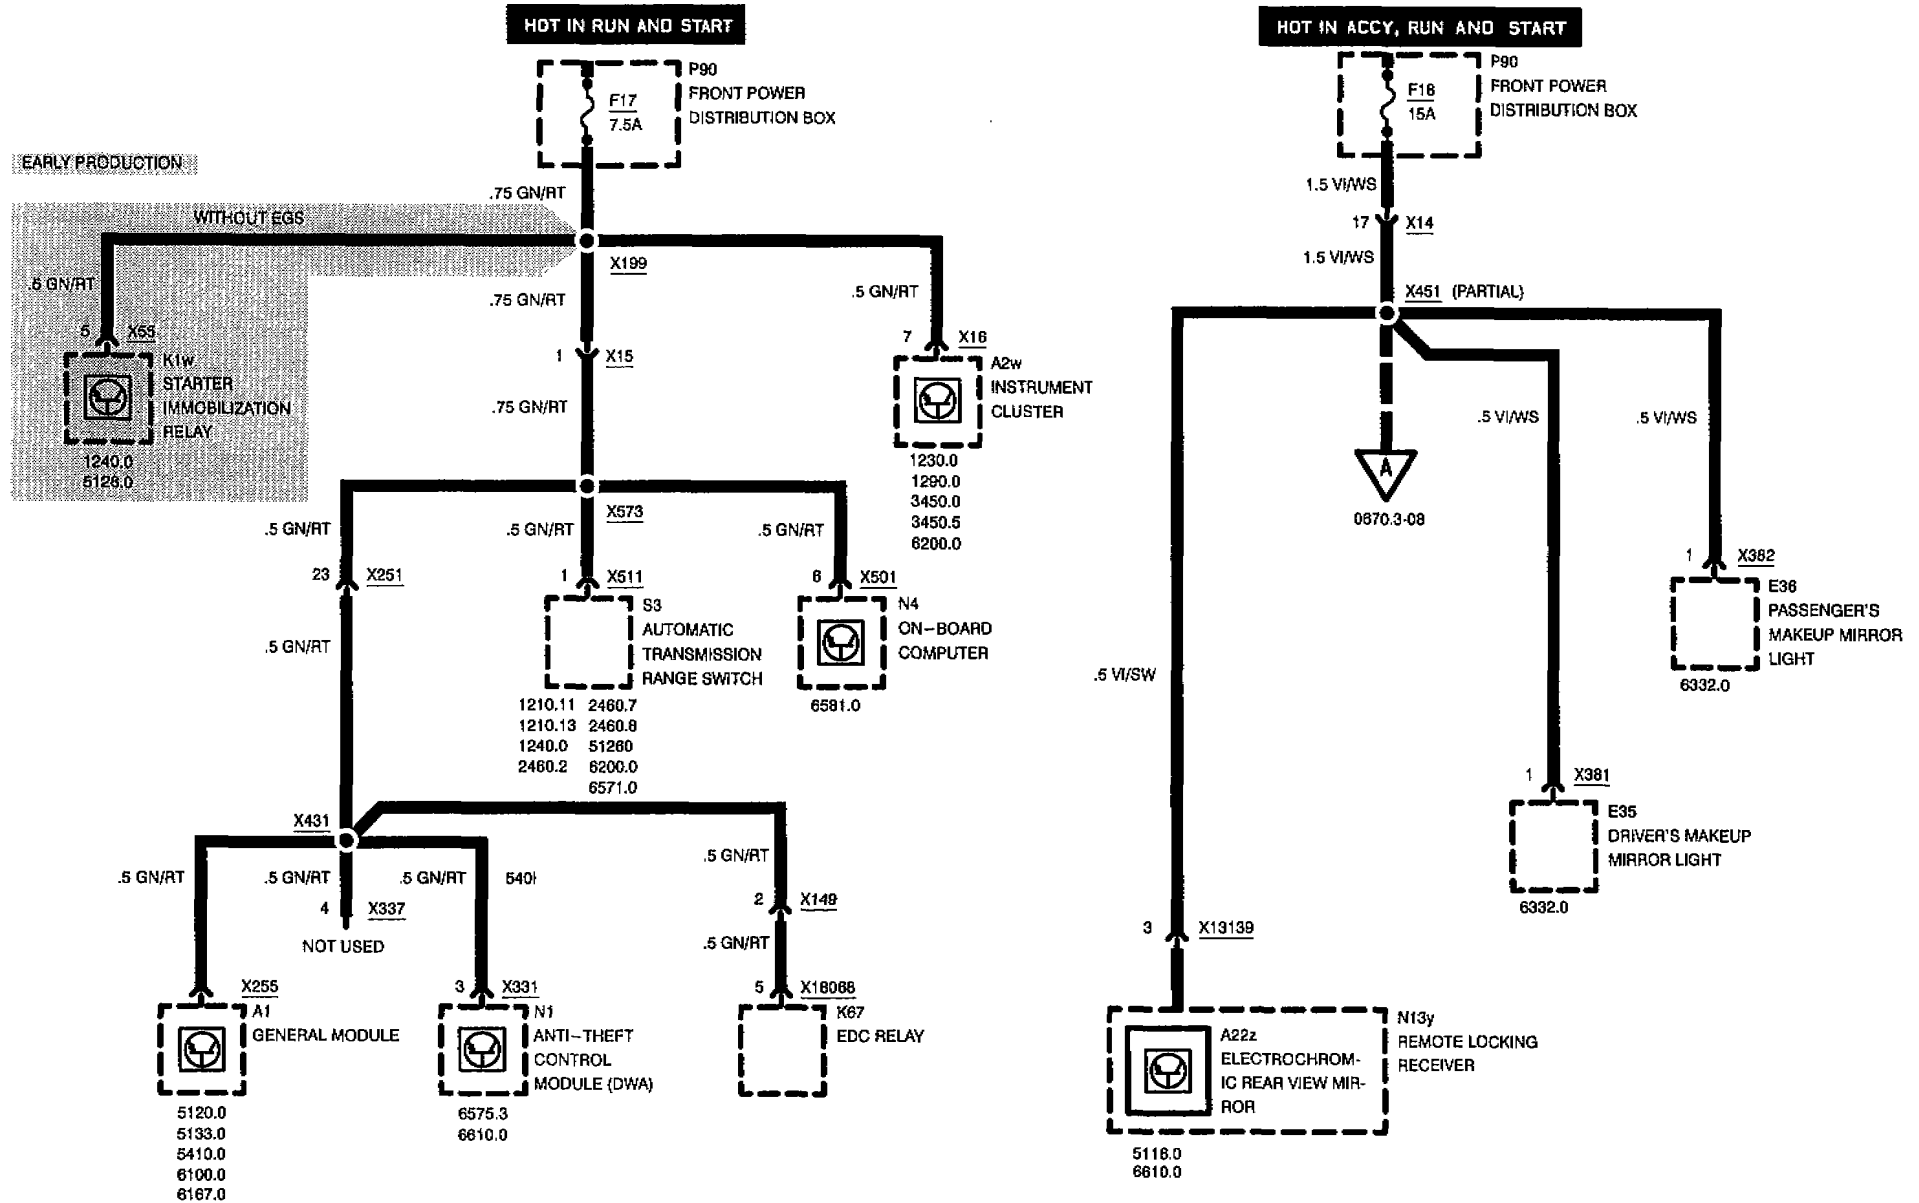 HOT IN RUN AND START
P90
FRONT POWER
DISTRIBUTION BOX
F17
7.5A
EARLY PRODUCTION
.75 GN/RT
WITHOUT EGS
X199
.5 GN/RT
.75 GN/RT
.5 GN/RT
5 X55
K1w
STARTER
IMMOBILIZATION
RELAY
1240.0
5126.0
1 X15
7 X16
A2w
INSTRUMENT
CLUSTER
1230.0
1290.0
3450.0
3450.5
6200.0
.75 GN/RT
X573
.5 GN/RT
.5 GN/RT
.5 GN/RT
23 X251
1 X511
6 X501
S3
AUTOMATIC
TRANSMISSION
RANGE SWITCH
N4
ON-BOARD
COMPUTER
6581.0
.5 GN/RT
1210.11 2460.7
1210.13 2460.8
1240.0 51260
2460.2 6200.0
6571.0
X431
.5 GN/RT
.5 GN/RT
.5 GN/RT
540i
.5 GN/RT
4 X337
NOT USED
2 X149
.5 GN/RT
X255
A1
GENERAL MODULE
5120.0
5133.0
5410.0
6100.0
6167.0
3 X331
N1
ANTI-THEFT
CONTROL
MODULE (DWA)
6575.3
6610.0
5 X18068
K67
EDC RELAY
HOT IN ACCY, RUN AND START
P90
FRONT POWER
DISTRIBUTION BOX
F18
15A
1.5 VI/WS
17 X14
1.5 VI/WS
X451 (PARTIAL)
.5 VI/WS
.5 VI/WS
A
0670.3-08
1 X382
E36
PASSENGER'S
MAKEUP MIRROR
LIGHT
6332.0
.5 VI/SW
1 X381
E35
DRIVER'S MAKEUP
MIRROR LIGHT
6332.0
3 X13139
N13y
REMOTE LOCKING
RECEIVER
A22z
ELECTROCHROM-
IC REAR VIEW MIR-
ROR
5116.0
6610.0